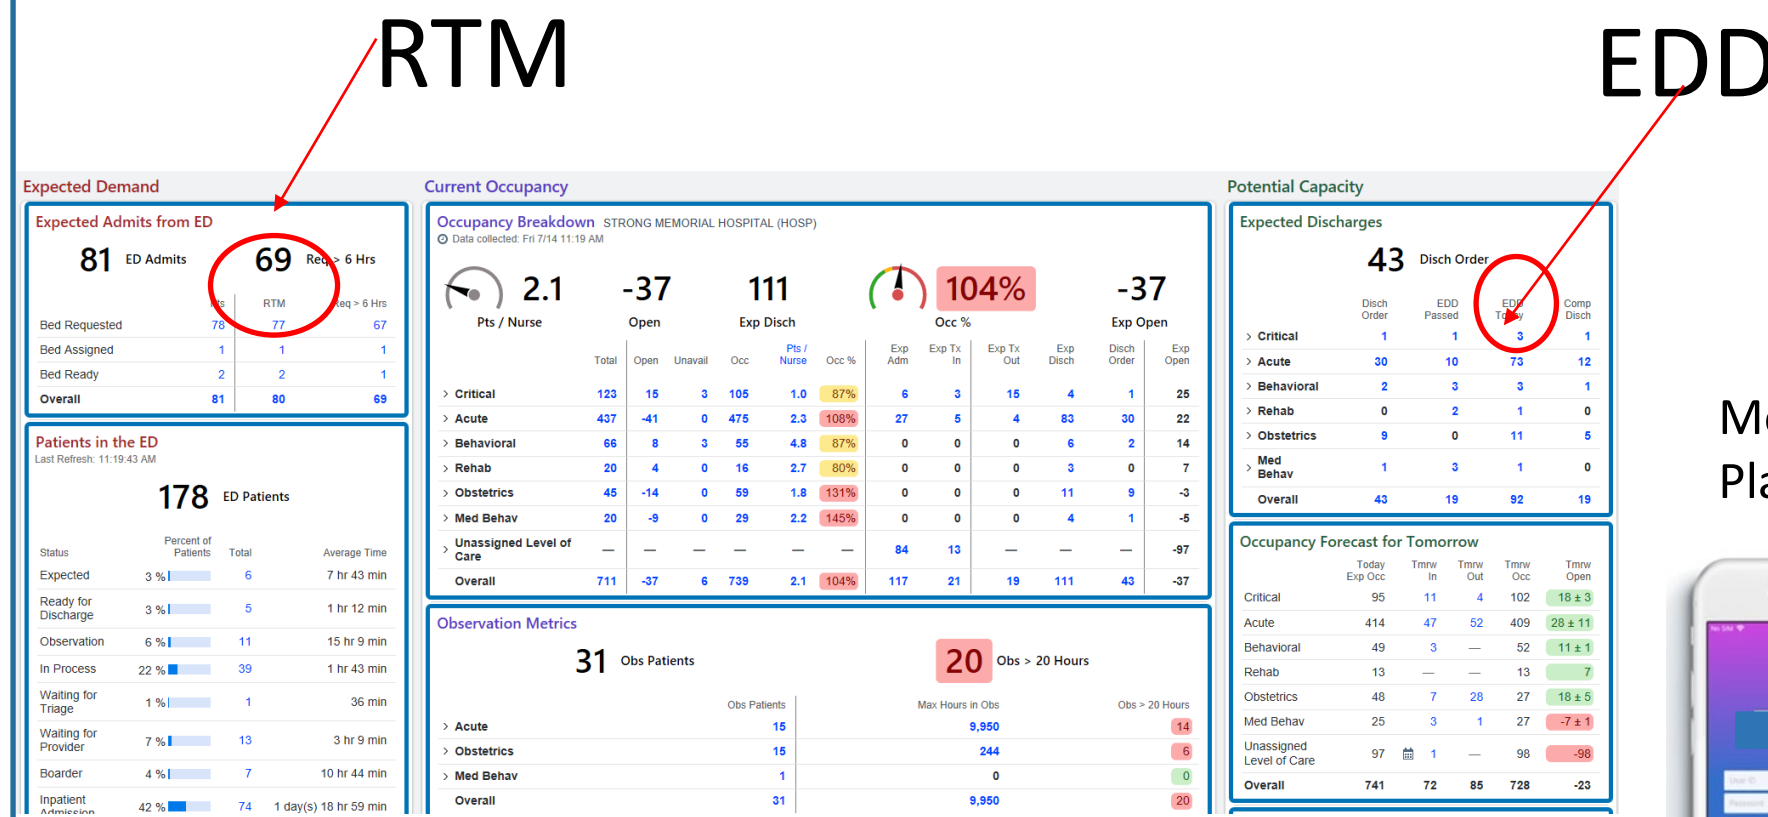 RTM
EDD
Expected Demand
Expected Admits from ED
81 ED Admits 69 Req > 6 Hrs
Pts RTM Req > 6 Hrs
Bed Requested 78 77 67
Bed Assigned 1 1 1
Bed Ready 2 2 1
Overall 81 80 69
Patients in the ED
Last Refresh: 11:19:43 AM
178 ED Patients
Status Percent of Patients Total Average Time
Expected 3 % 6 7 hr 43 min
Ready for Discharge 3 % 5 1 hr 12 min
Observation 6 % 11 15 hr 9 min
In Process 22 % 39 1 hr 43 min
Waiting for Triage 1 % 1 36 min
Waiting for Provider 7 % 13 3 hr 9 min
Boarder 4 % 7 10 hr 44 min
Inpatient Admission 42 % 74 1 day(s) 18 hr 59 min
Current Occupancy
Occupancy Breakdown STRONG MEMORIAL HOSPITAL (HOSP)
Data collected: Fri 7/14 11:19 AM
2.1 -37 111 104% -37
Pts / Nurse Open Exp Disch Occ % Exp Open
Total Open Unavail Occ Pts / Nurse Occ % Exp Adm Exp Tx In Exp Tx Out Exp Disch Disch Order Exp Open
> Critical 123 15 3 105 1.0 87% 6 3 15 4 1 25
> Acute 437 -41 0 475 2.3 108% 27 5 4 83 30 22
> Behavioral 66 8 3 55 4.8 87% 0 0 0 6 2 14
> Rehab 20 4 0 16 2.7 80% 0 0 0 3 0 7
> Obstetrics 45 -14 0 59 1.8 131% 0 0 0 11 9 -3
> Med Behav 20 -9 0 29 2.2 145% 0 0 0 4 1 -5
> Unassigned Level of Care — — — — — — 84 13 — — — -97
Overall 711 -37 6 739 2.1 104% 117 21 19 111 43 -37
Observation Metrics
31 Obs Patients 20 Obs > 20 Hours
Obs Patients Max Hours in Obs Obs > 20 Hours
> Acute 15 9,950 14
> Obstetrics 15 244 6
> Med Behav 1 0 0
Overall 31 9,950 20
Potential Capacity
Expected Discharges
43 Disch Order
Disch Order EDD Passed EDD Today Comp Disch
> Critical 1 1 3 1
> Acute 30 10 73 12
> Behavioral 2 3 3 1
> Rehab 0 2 1 0
> Obstetrics 9 0 11 5
> Med Behav 1 3 1 0
Overall 43 19 92 19
Occupancy Forecast for Tomorrow
Today Exp Occ Tmrw In Tmrw Out Tmrw Occ Tmrw Open
Critical 95 11 4 102 18 ± 3
Acute 414 47 52 409 28 ± 11
Behavioral 49 3 — 52 11 ± 1
Rehab 13 — — 13 7
Obstetrics 48 7 28 27 18 ± 5
Med Behav 25 3 1 27 -7 ± 1
Unassigned Level of Care 97 1 — 98 -98
Overall 741 72 85 728 -23
No SIM
User ID
Password